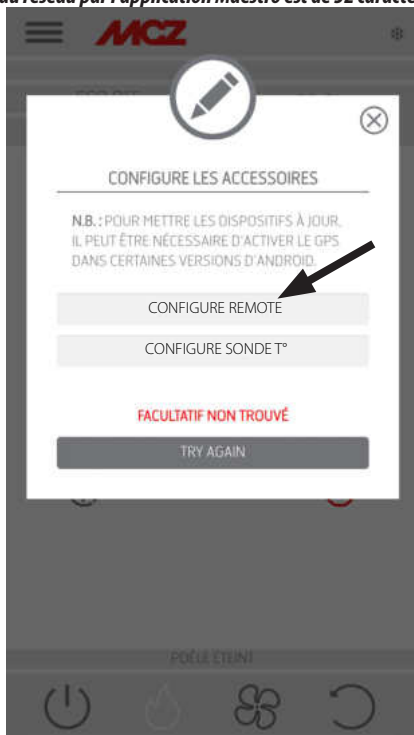 MCZ
CONFIGURE LES ACCESSOIRES
N.B. : POUR METTRE LES DISPOSITIFS À JOUR,
IL PEUT ÊTRE NÉCESSAIRE D'ACTIVER LE GPS
DANS CERTAINES VERSIONS D'ANDROID.
CONFIGURE REMOTE
CONFIGURE SONDE T°
FACULTATIF NON TROUVÉ
TRY AGAIN
POÊLE ÉTEINT